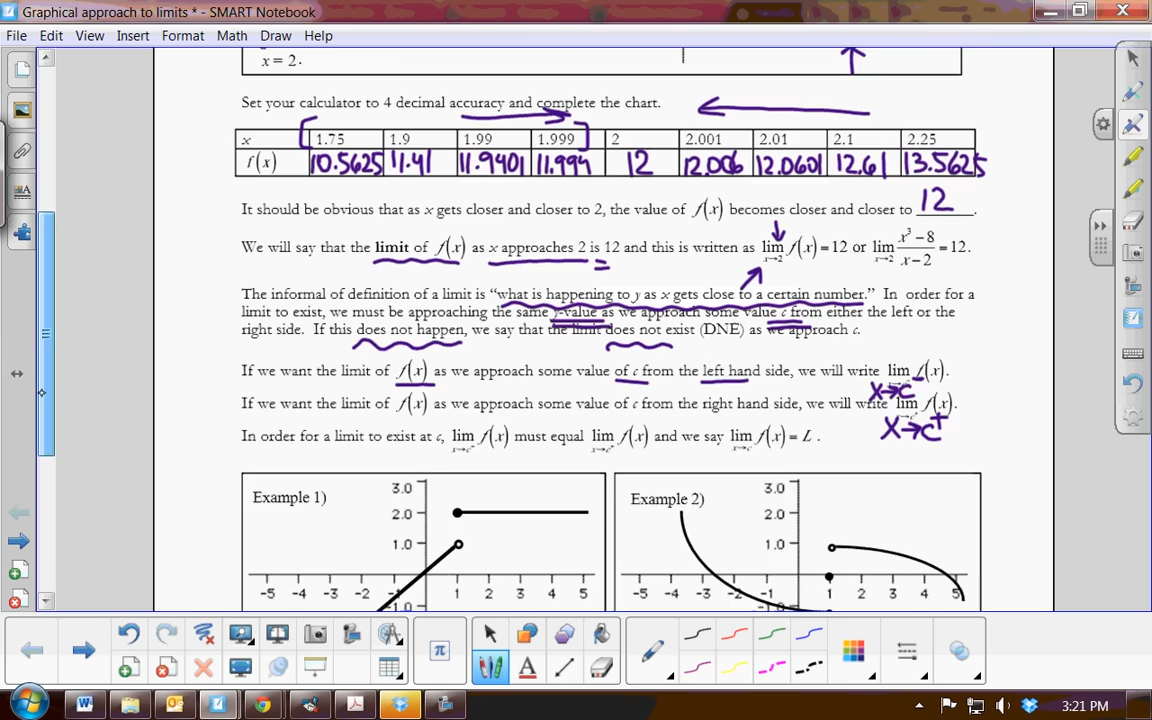 Graphical approach to limits * - SMART Notebook
File Edit View Insert Format Math Draw Help
x = 2 .
Set your calculator to 4 decimal accuracy and complete the chart.
x 1.75 1.9 1.99 1.999 2 2.001 2.01 2.1 2.25
f(x) 10.5625 11.41 11.9401 11.994 12 12.006 12.0601 12.61 13.5625
It should be obvious that as x gets closer and closer to 2, the value of f(x) becomes closer and closer to 12.
We will say that the limit of f(x) as x approaches 2 is 12 and this is written as lim x→2 f(x) = 12 or lim x→2 x³ − 8 / x − 2 = 12.
The informal of definition of a limit is “what is happening to y as x gets close to a certain number.” In order for a
limit to exist, we must be approaching the same y-value as we approach some value c from either the left or the
right side. If this does not happen, we say that the limit does not exist (DNE) as we approach c.
If we want the limit of f(x) as we approach some value of c from the left hand side, we will write lim f(x).
x→c⁻
If we want the limit of f(x) as we approach some value of c from the right hand side, we will write lim f(x).
x→c⁺
In order for a limit to exist at c, lim x→c⁻ f(x) must equal lim x→c⁺ f(x) and we say lim x→c f(x) = L .
Example 1) 3.0 Example 2) 3.0
2.0 2.0
1.0 1.0
-5 -4 -3 -2 -1 1 2 3 4 5 -5 -4 -3 -2 -1 1 2 3 4 5
-1.0 -1.0
π A
W
3:21 PM